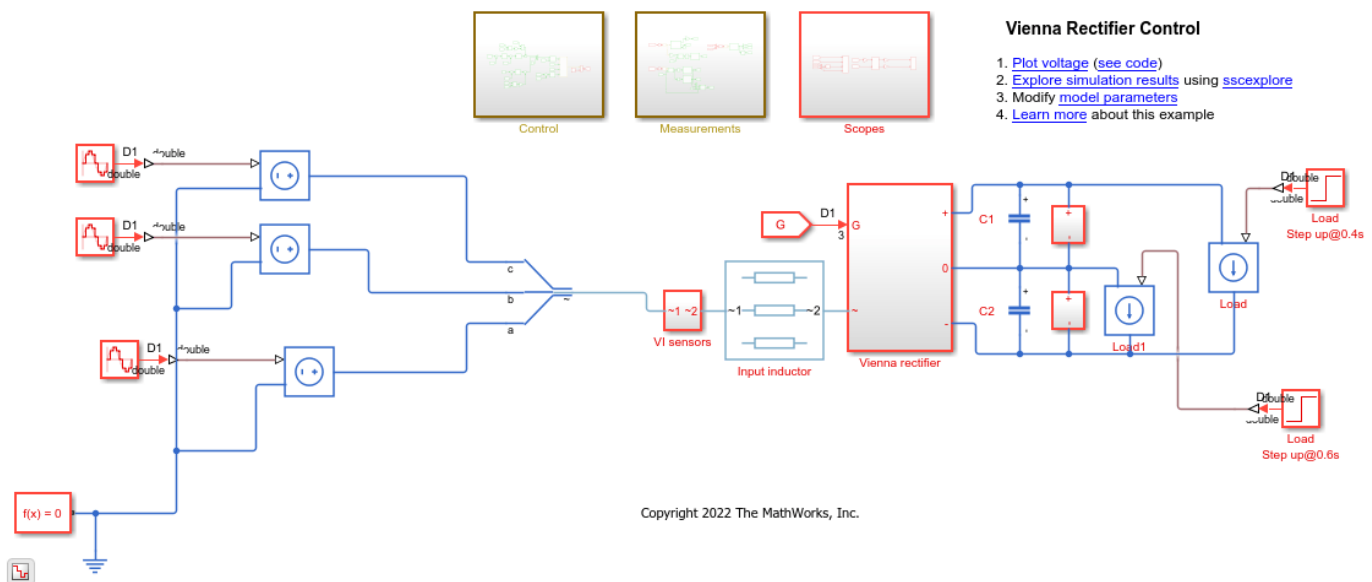 Vienna Rectifier Control
1. Plot voltage (see code)
2. Explore simulation results using sscexplore
3. Modify model parameters
4. Learn more about this example
Control
Measurements
Scopes
D1
double
double
D1
double
double
D1
double
double
c
b
a
~
~1 ~2
VI sensors
~1
~2
Input inductor
G
D1
3
G
+
0
-
~
Vienna rectifier
C1
+
-
C2
+
-
+
-
+
-
Load1
Load
D1
double
double
Load
Step up@0.4s
D1
double
double
Load
Step up@0.6s
f(x) = 0
Copyright 2022 The MathWorks, Inc.